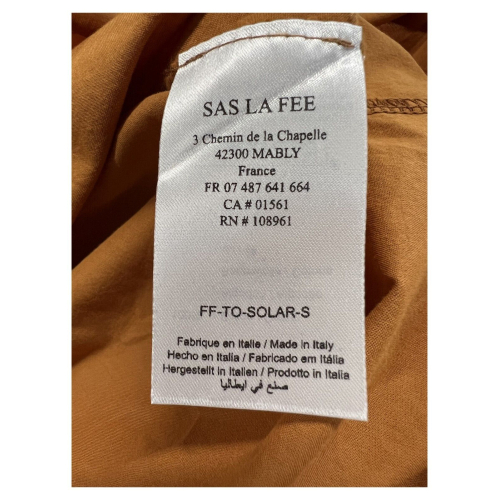 SAS LA FEE
3 Chemin de la Chapelle
42300 MABLY
France
FR 07 487 641 664
CA # 01561
RN # 108961
FF-TO-SOLAR-S
Fabrique en Italie / Made in Italy
Hecho en Italia / Fabricado em Itália
Hergestellt in Italien / Prodotto in Italia
صنع في ايطاليا